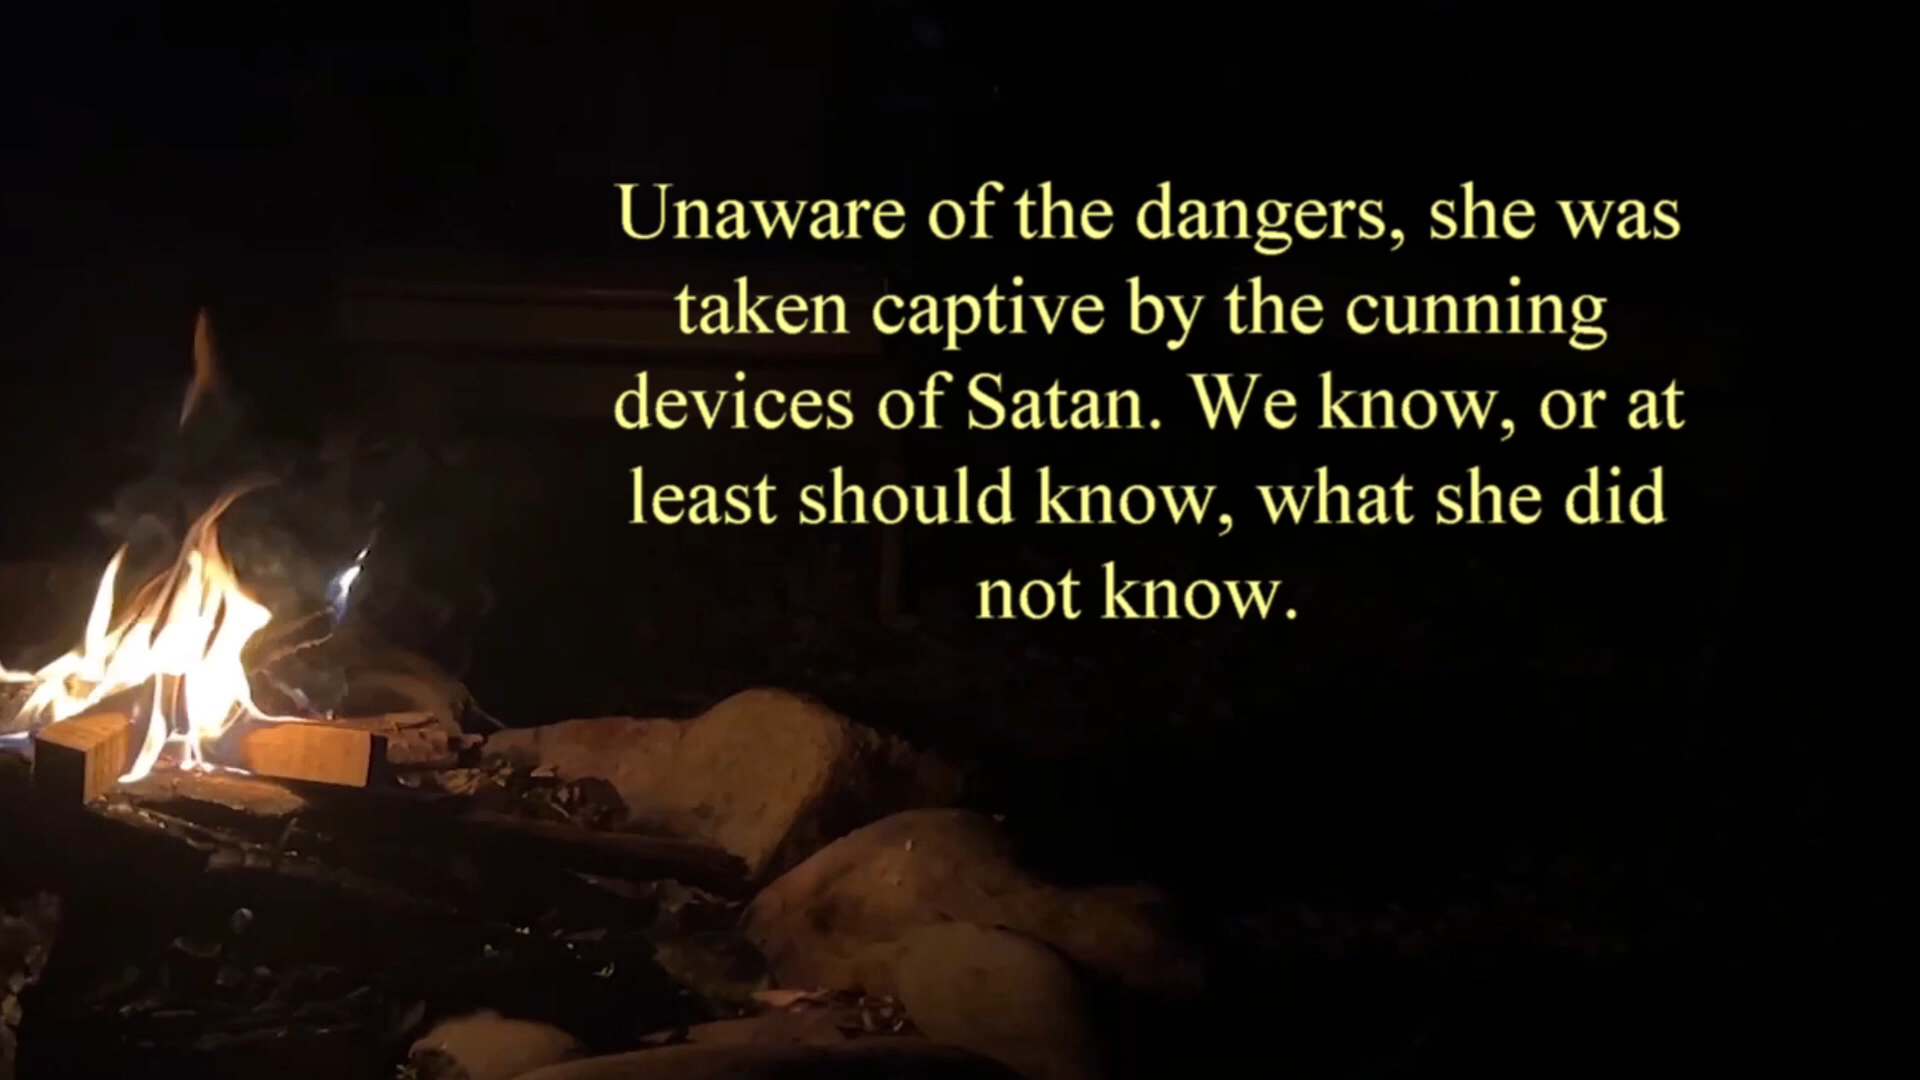 Unaware of the dangers, she was
taken captive by the cunning
devices of Satan. We know, or at
least should know, what she did
not know.